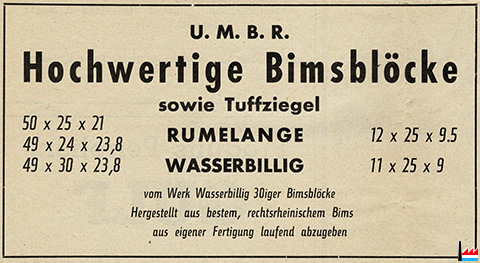 U. M. B. R.
Hochwertige Bimsblöcke
sowie Tuffziegel
50 x 25 x 21
49 x 24 x 23,8
49 x 30 x 23,8
RUMELANGE
WASSERBILLIG
12 x 25 x 9.5
11 x 25 x 9
vom Werk Wasserbillig 30iger Bimsblöcke
Hergestellt aus bestem, rechtsrheinischem Bims
aus eigener Fertigung laufend abzugeben